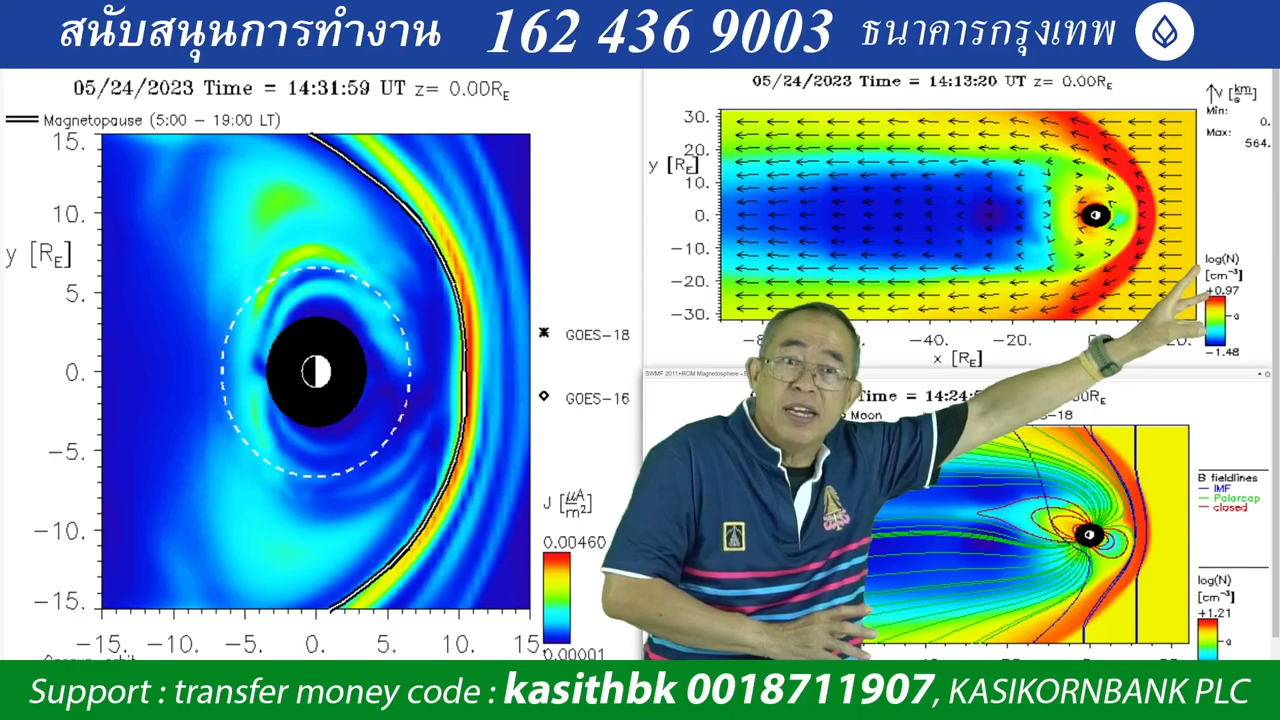 สนับสนุนการทำงาน 162 436 9003 ธนาคารกรุงเทพ
05/24/2023 Time = 14:31:59 UT z= 0.00RE
Magnetopause (5:00 – 19:00 LT)
15.
10.
y [RE]
5.
0.
−5.
−10.
−15.
−15. −10. −5. 0. 5. 10. 15.
GOES−18
GOES−16
J [μA/m²]
0.00460
0.00001
05/24/2023 Time = 14:13:20 UT z= 0.00RE
V [km/s]
Min:
0.
Max:
564.
30.
20.
y [RE]
10.
0.
−10.
−20.
−30.
−40. −20. 0. 20.
x [RE]
log(N)
[cm⁻³]
+0.97
−1.48
SWMF 2011+RCM Magnetosphere -
Time = 14:24:
Moon
B fieldlines
IMF
Polarcap
closed
log(N)
[cm⁻³]
+1.21
Support : transfer money code : kasithbk 0018711907, KASIKORNBANK PLC